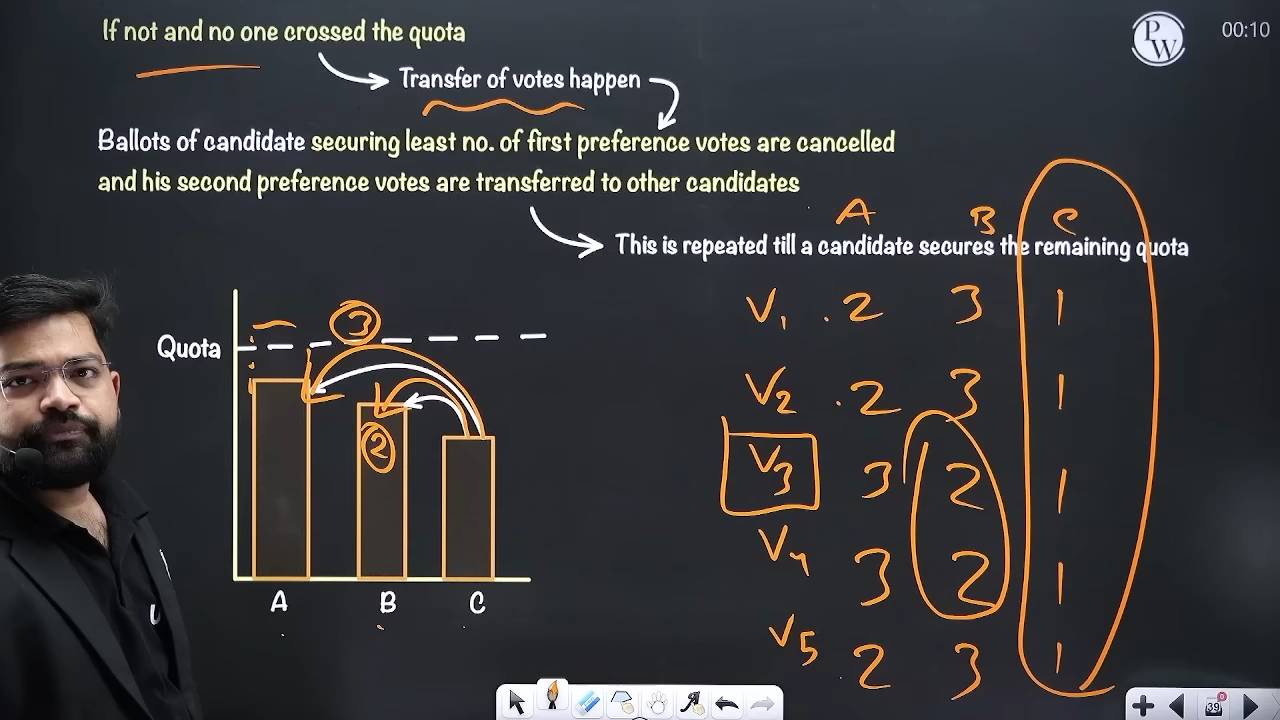 If not and no one crossed the quota
PW
00:10
Transfer of votes happen
Ballots of candidate securing least no. of first preference votes are cancelled
and his second preference votes are transferred to other candidates
A B C
This is repeated till a candidate secures the remaining quota
V1 2 3 1
V2 2 3 1
V3 3 2 1
V4 3 2 1
V5 2 3 1
3
Quota
2
A B C
39